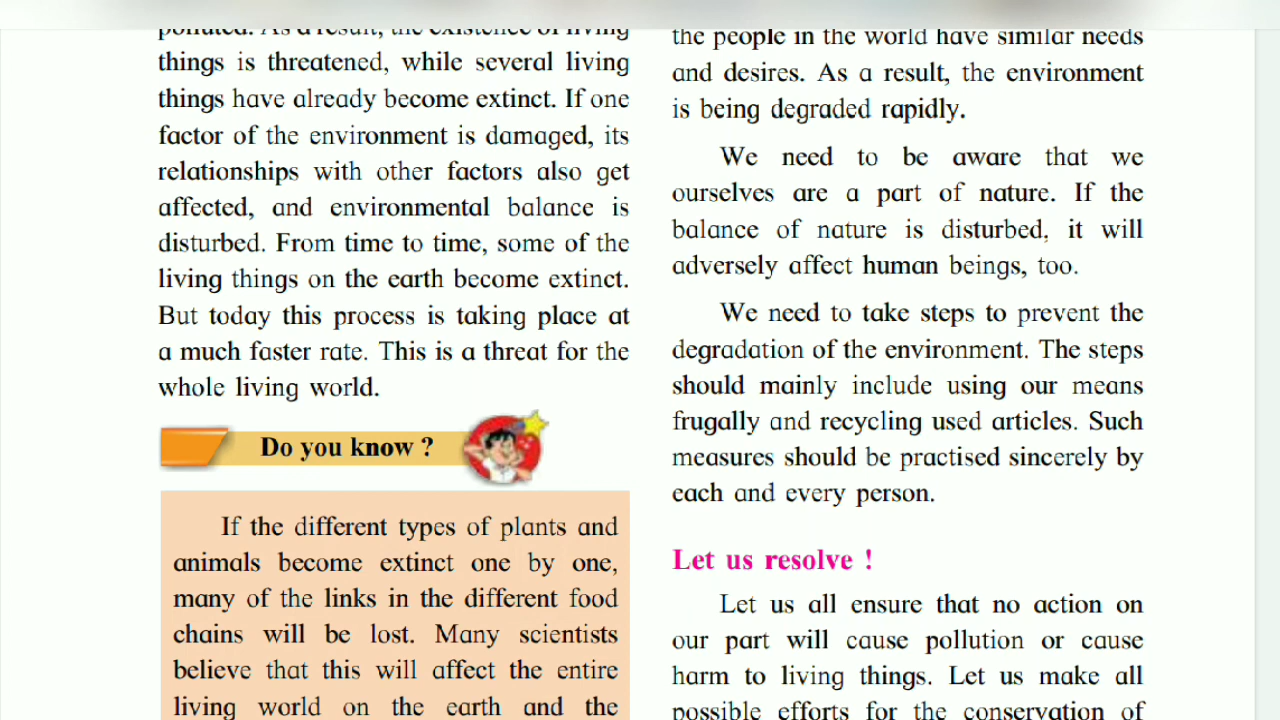 polluted. As a result, the existence of living
things is threatened, while several living
things have already become extinct. If one
factor of the environment is damaged, its
relationships with other factors also get
affected, and environmental balance is
disturbed. From time to time, some of the
living things on the earth become extinct.
But today this process is taking place at
a much faster rate. This is a threat for the
whole living world.
Do you know ?
If the different types of plants and
animals become extinct one by one,
many of the links in the different food
chains will be lost. Many scientists
believe that this will affect the entire
living world on the earth and the
the people in the world have similar needs
and desires. As a result, the environment
is being degraded rapidly.
We need to be aware that we
ourselves are a part of nature. If the
balance of nature is disturbed, it will
adversely affect human beings, too.
We need to take steps to prevent the
degradation of the environment. The steps
should mainly include using our means
frugally and recycling used articles. Such
measures should be practised sincerely by
each and every person.
Let us resolve !
Let us all ensure that no action on
our part will cause pollution or cause
harm to living things. Let us make all
possible efforts for the conservation of